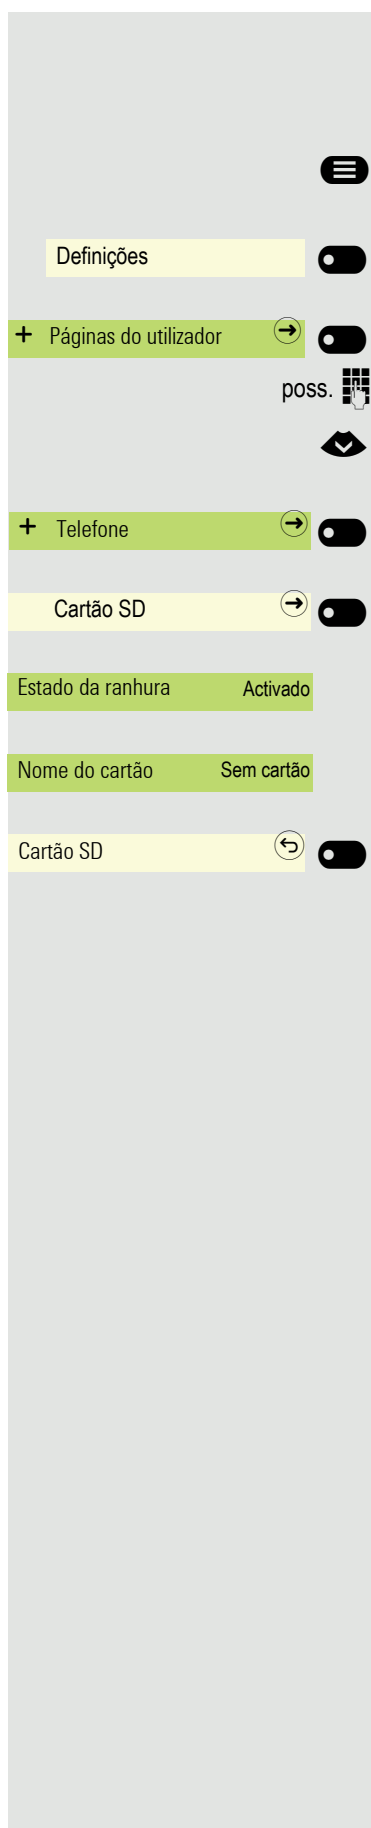 Definições
+ Páginas do utilizador
poss.
+ Telefone
Cartão SD
Estado da ranhura Activado
Nome do cartão Sem cartão
Cartão SD